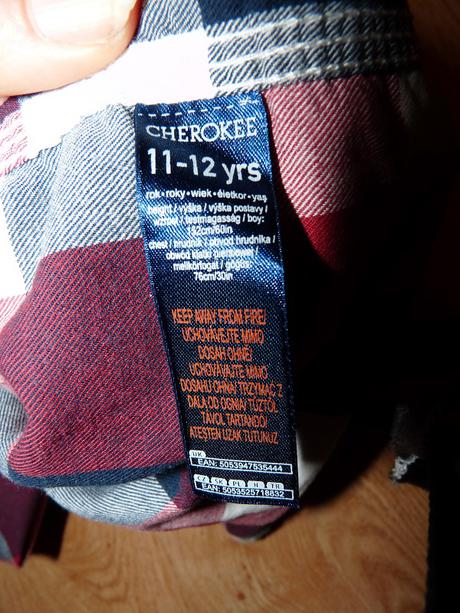 CHEROKEE
11-12 yrs
rok•roky•wiek•életkor•yaş
height / výška / výška postavy /
wzrost / testmagasság / boy:
152cm/60in
chest / hrudník / obvod hrudníka /
obwód klatki piersiowej /
mellkörfogat / göğüs:
76cm/30in
KEEP AWAY FROM FIRE/
UCHOVÁVEJTE MIMO
DOSAH OHNĚ/
UCHOVÁVAJTE MIMO
DOSAHU OHŇA/ TRZYMAĆ Z
DALA OD OGNIA/ TŰZTŐL
TÁVOL TARTANDÓ/
ATEŞTEN UZAK TUTUNUZ
UK
EAN: 5053947535444
CZ SK PL H TR
EAN: 5053525718832